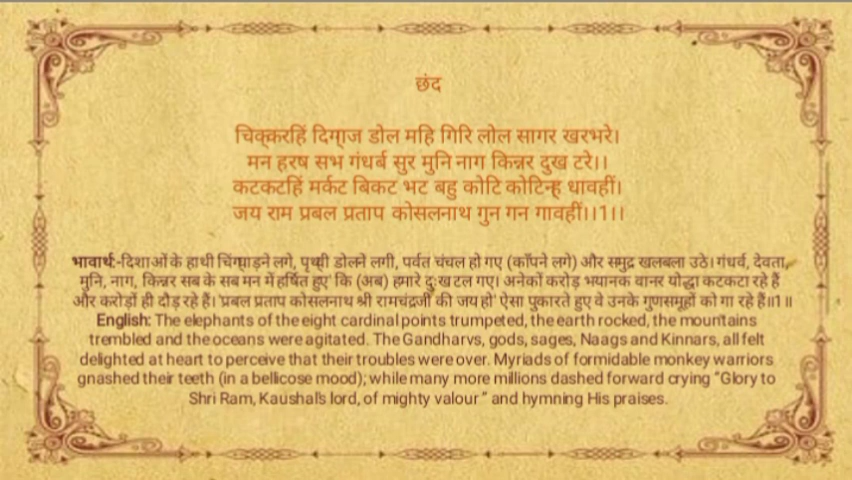 छंद
चिक्करहिं दिग्गज डोल महि गिरि लोल सागर खरभरे।
मन हरष सभ गंधर्ब सुर मुनि नाग किंनर दुख टरे।।
कटकटहिं मर्कट बिकट भट बहु कोटि कोटिन्ह धावहीं।
जय राम प्रबल प्रताप कोसलनाथ गुन गन गावहीं।।1।।
भावार्थ:-दिशाओं के हाथी चिंग्घाड़ने लगे, पृथ्वी डोलने लगी, पर्वत चंचल हो गए (काँपने लगे) और समुद्र खलबला उठे। गंधर्व, देवता,
मुनि, नाग, किन्नर सब के सब मन में हर्षित हुए' कि (अब) हमारे दुःख टल गए। अनेकों करोड़ भयानक वानर योद्धा कटकटा रहे हैं
और करोड़ों ही दौड़ रहे हैं। 'प्रबल प्रताप कोसलनाथ श्री रामचंद्रजी की जय हो' ऐसा पुकारते हुए वे उनके गुणसमूहों को गा रहे हैं॥1॥
English: The elephants of the eight cardinal points trumpeted, the earth rocked, the mountains
trembled and the oceans were agitated. The Gandharvs, gods, sages, Naags and Kinnars, all felt
delighted at heart to perceive that their troubles were over. Myriads of formidable monkey warriors
gnashed their teeth (in a bellicose mood); while many more millions dashed forward crying “Glory to
Shri Ram, Kaushal's lord, of mighty valour ” and hymning His praises.